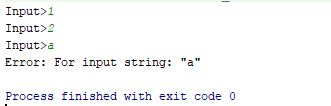 Input>1
Input>2
Input>a
Error: For input string: "a"
Process finished with exit code 0